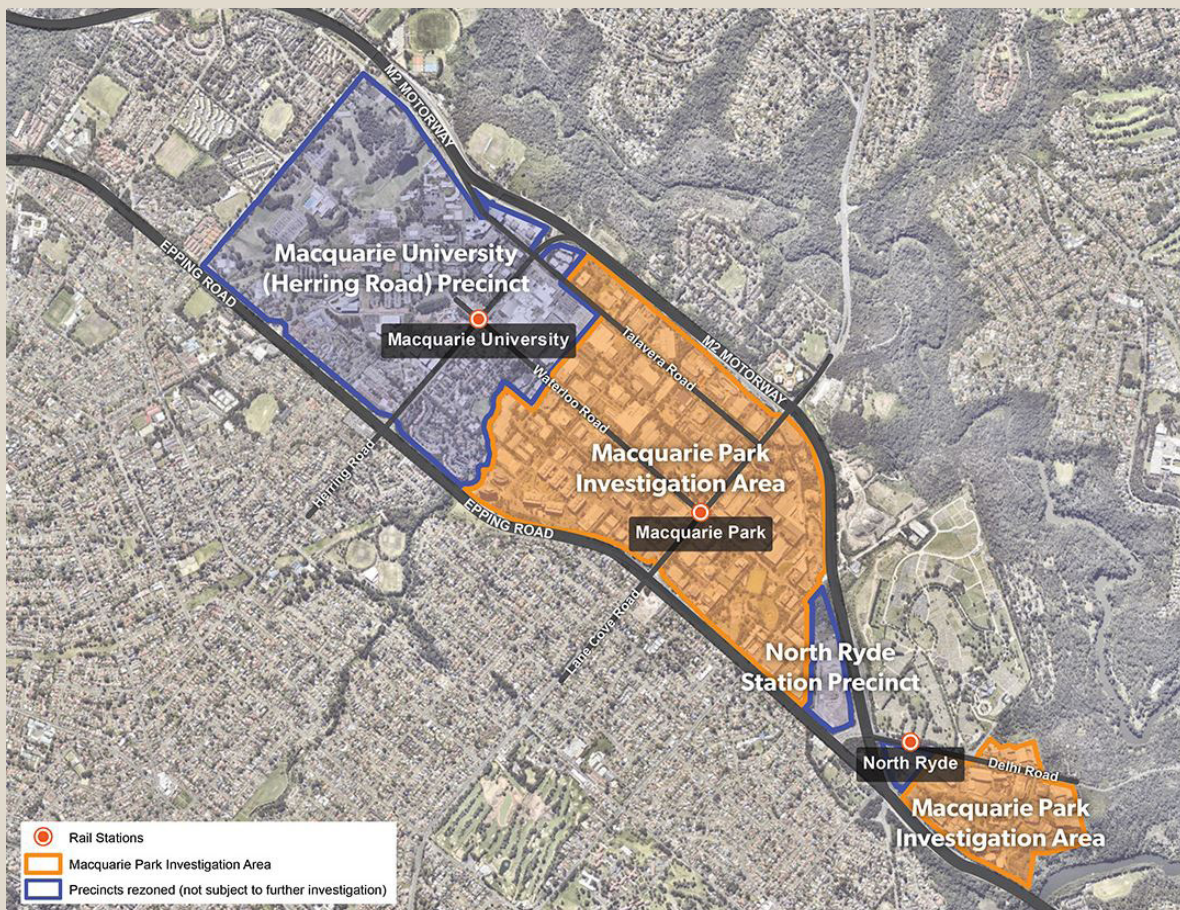 M2 MOTORWAY
EPPING ROAD
Macquarie University
(Herring Road) Precinct
Macquarie University
Talavera Road
M2 MOTORWAY
Waterloo Road
Herring Road
Macquarie Park
Investigation Area
EPPING ROAD
Macquarie Park
Lane Cove Road
North Ryde
Station Precinct
North Ryde
Delhi Road
Macquarie Park
Investigation Area
Rail Stations
Macquarie Park Investigation Area
Precincts rezoned (not subject to further investigation)